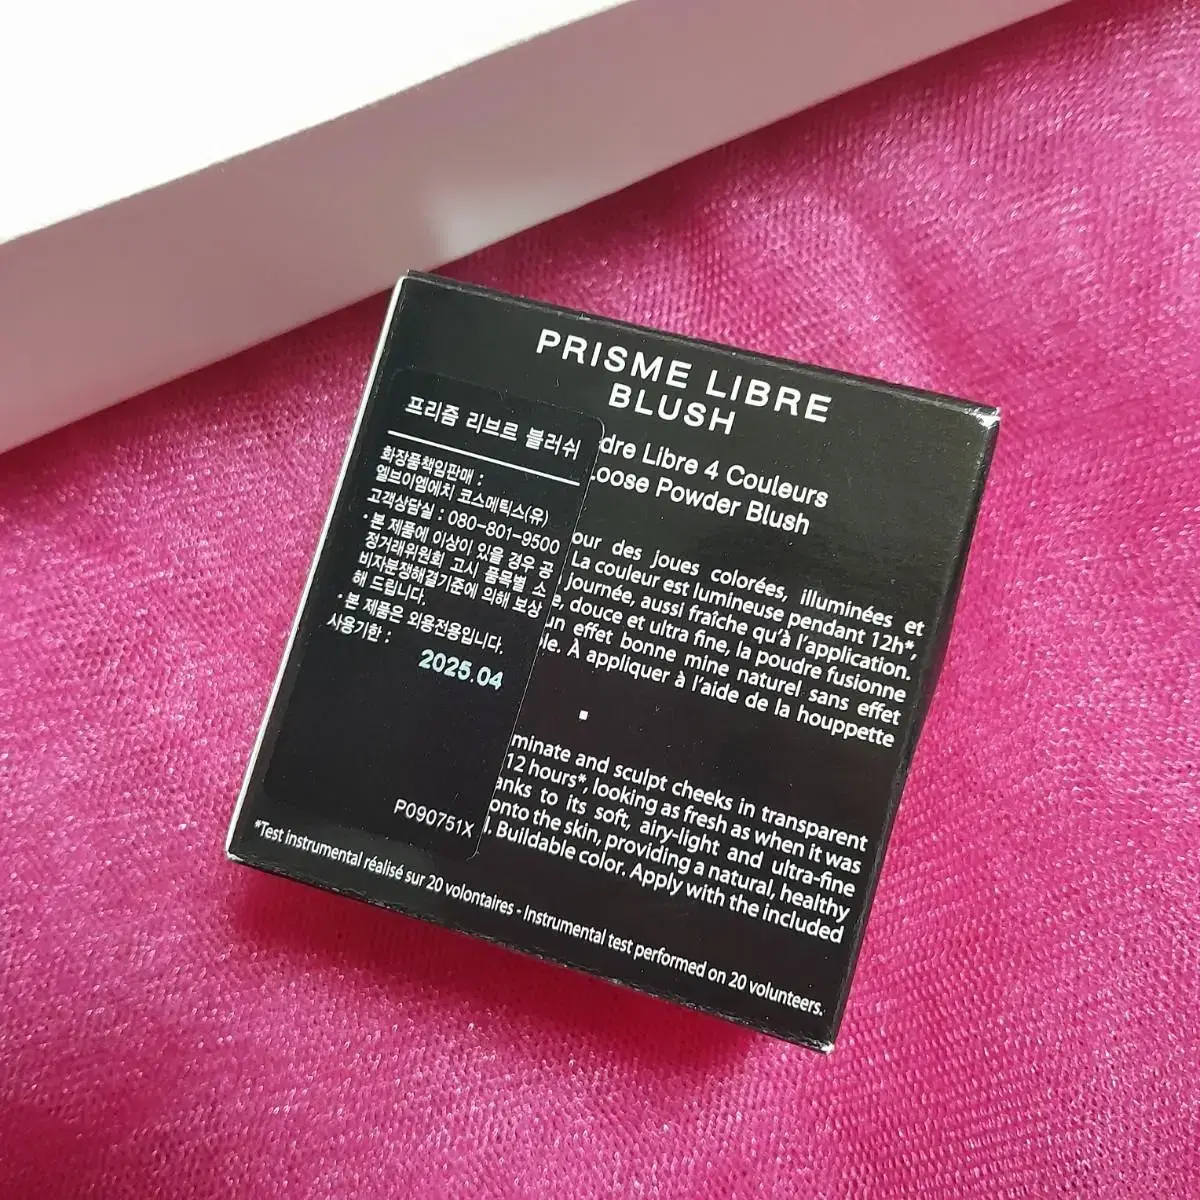 PRISME LIBRE
BLUSH
dre Libre 4 Couleurs
Loose Powder Blush
프리즘 리브르 블러쉬
화장품책임판매 :
엘브이엠에치 코스메틱스(유)
고객상담실 : 080-801-9500
*본 제품에 이상이 있을 경우 공
정거래위원회 고시 품목별 소
비자분쟁해결기준에 의해 보상
해 드립니다.
*본 제품은 외용전용입니다.
사용기한 :
2025.04
P090751X
our des joues colorées, illuminées et
La couleur est lumineuse pendant 12h*,
journée, aussi fraîche qu'à l'application.
e, douce et ultra fine, la poudre fusionne
un effet bonne mine naturel sans effet
ble. À appliquer à l'aide de la houppette
minate and sculpt cheeks in transparent
12 hours*, looking as fresh as when it was
anks to its soft, airy-light and ultra-fine
onto the skin, providing a natural, healthy
l. Buildable color. Apply with the included
*Test instrumental réalisé sur 20 volontaires - Instrumental test performed on 20 volunteers.